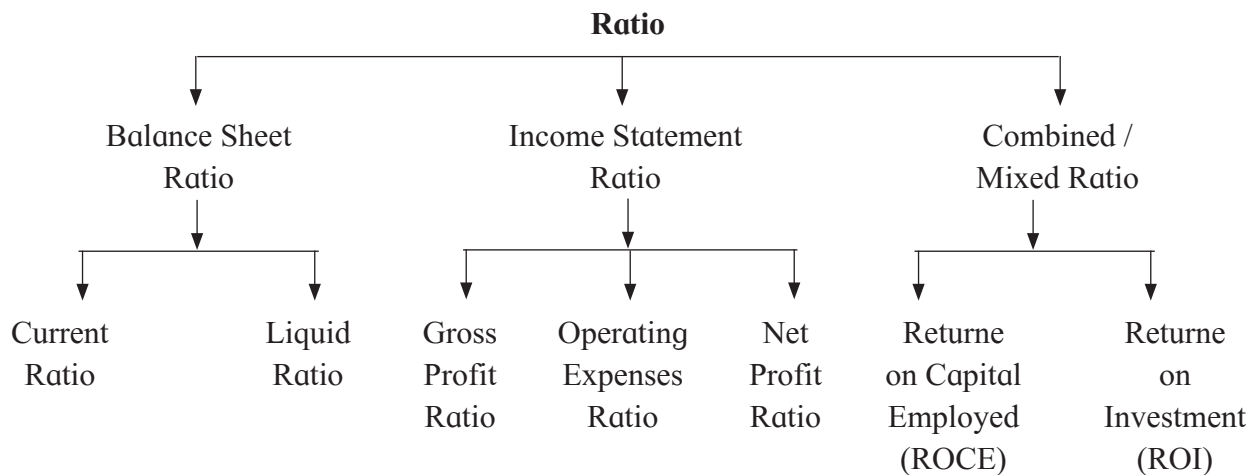 Ratio
Balance Sheet
Ratio
Income Statement
Ratio
Combined /
Mixed Ratio
Current
Ratio
Liquid
Ratio
Gross
Profit
Ratio
Operating
Expenses
Ratio
Net
Profit
Ratio
Returne
on Capital
Employed
(ROCE)
Returne
on
Investment
(ROI)